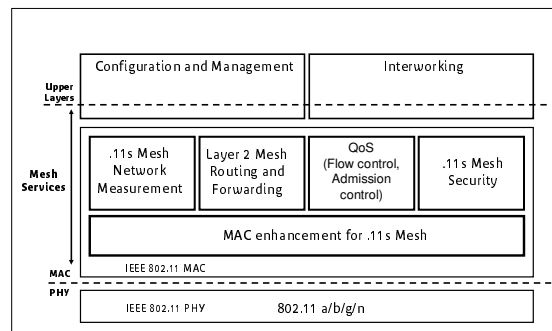 Configuration and Management
Interworking
Upper
Layers
Mesh
Services
.11s Mesh
Network
Measurement
Layer 2 Mesh
Routing and
Forwarding
QoS
(Flow control,
Admission
control)
.11s Mesh
Security
MAC enhancement for .11s Mesh
IEEE 802.11 MAC
MAC
PHY
IEEE 802.11 PHY
802.11 a/b/g/n